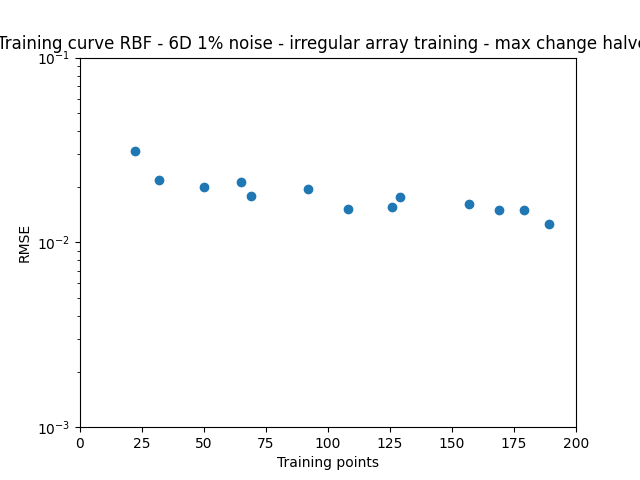 Training curve RBF - 6D 1% noise - irregular array training - max change halve
10⁻¹
10⁻²
10⁻³
RMSE
0 25 50 75 100 125 150 175 200
Training points